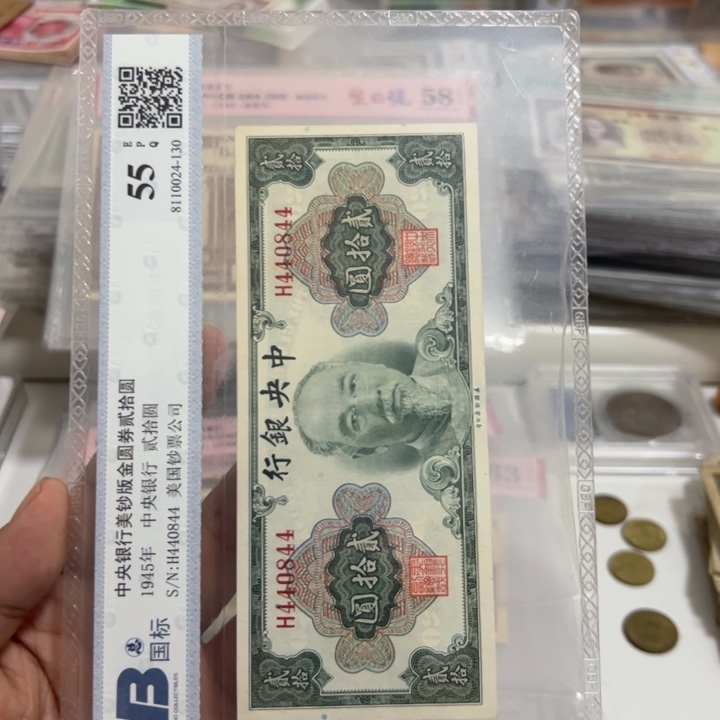 中央银行美钞版金圆券贰拾圆
1945年 中央银行 贰拾圆
S/N:H440844 美国钞票公司
55
E
P
Q
8110024-130
国标
贰拾
贰拾
贰拾圆
H440844
中央銀行
H440844
贰拾圆
贰拾
贰拾
58